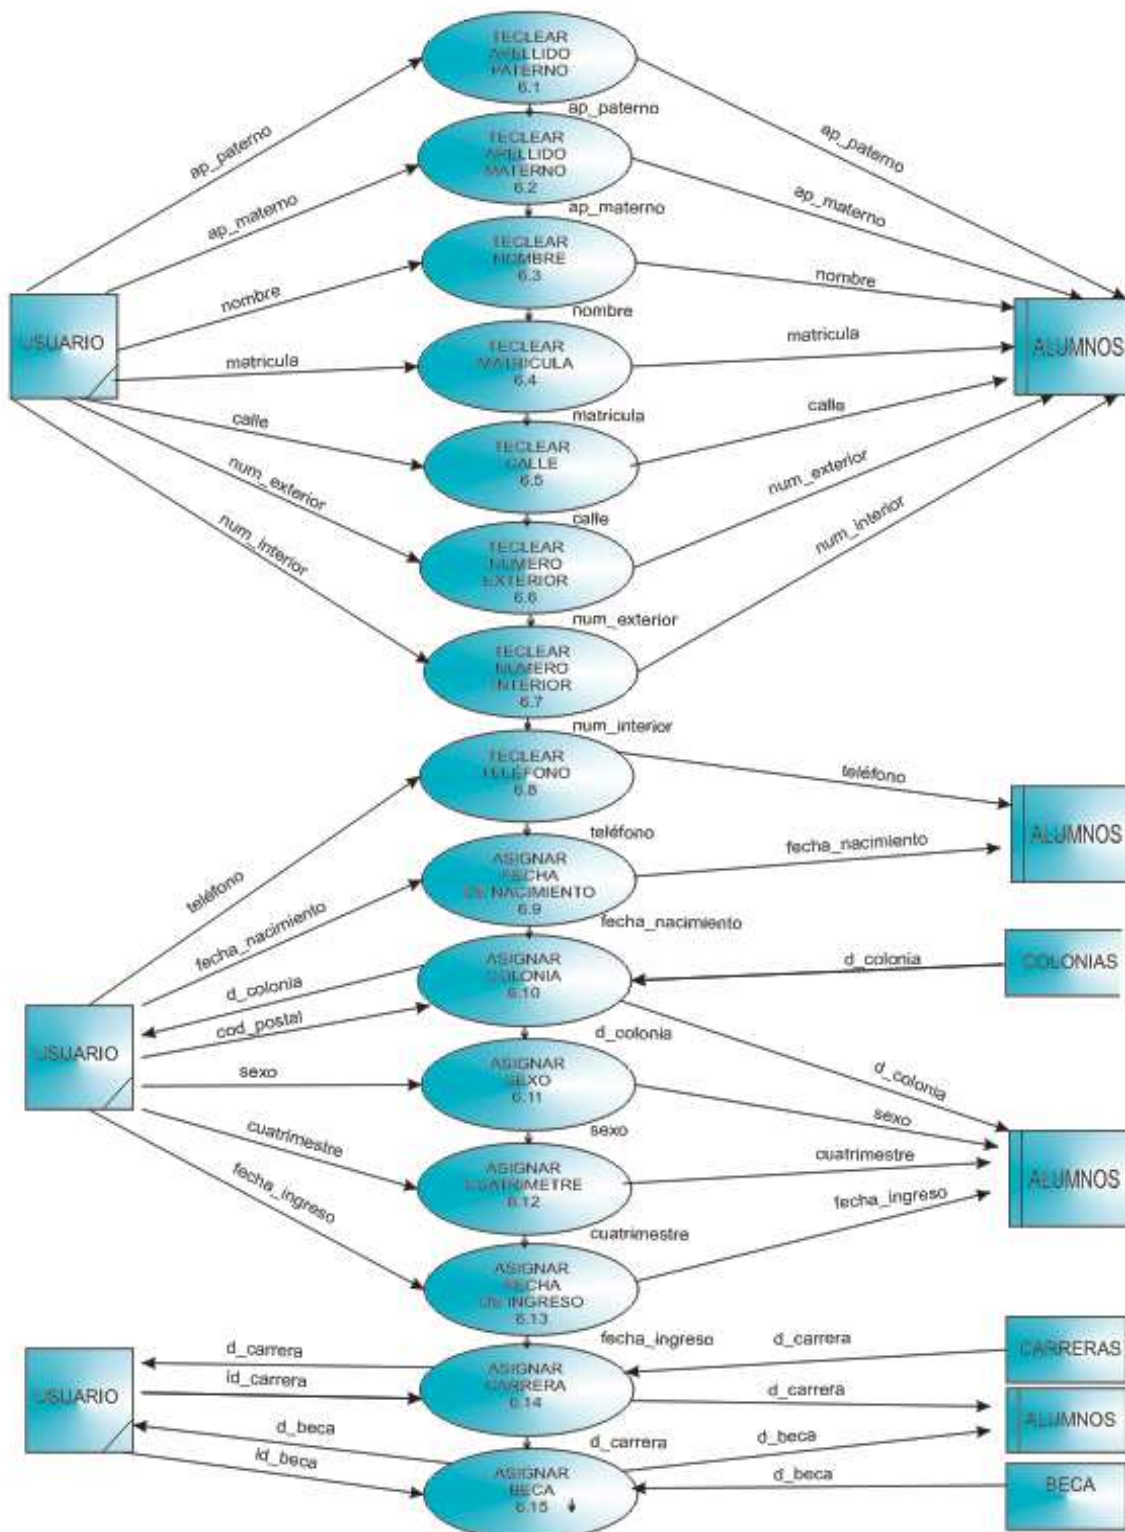 TECLEAR
APELLIDO
PATERNO
6.1
ap_paterno
ap_paterno
ap_paterno
TECLEAR
APELLIDO
MATERNO
6.2
ap_materno
ap_materno
ap_materno
TECLEAR
NOMBRE
6.3
nombre
nombre
nombre
USUARIO
ALUMNOS
TECLEAR
MATRICULA
6.4
matricula
matricula
matricula
TECLEAR
CALLE
6.5
calle
calle
calle
TECLEAR
NUMERO
EXTERIOR
6.6
num_exterior
num_exterior
num_exterior
TECLEAR
NUMERO
INTERIOR
6.7
num_interior
num_interior
num_interior
TECLEAR
TELÉFONO
6.8
teléfono
teléfono
teléfono
ALUMNOS
ASIGNAR
FECHA
DE NACIMIENTO
6.9
fecha_nacimiento
fecha_nacimiento
fecha_nacimiento
ASIGNAR
COLONIA
6.10
d_colonia
COLONIAS
d_colonia
cod_postal
d_colonia
d_colonia
USUARIO
ASIGNAR
SEXO
6.11
sexo
sexo
sexo
ASIGNAR
CUATRIMETRE
6.12
cuatrimestre
cuatrimestre
cuatrimestre
ALUMNOS
ASIGNAR
FECHA
DE INGRESO
6.13
fecha_ingreso
fecha_ingreso
fecha_ingreso
d_carrera
CARRERAS
d_carrera
USUARIO
id_carrera
ASIGNAR
CARRERA
6.14
d_carrera
ALUMNOS
d_carrera
d_beca
d_beca
id_beca
ASIGNAR
BECA
6.15
d_beca
BECA